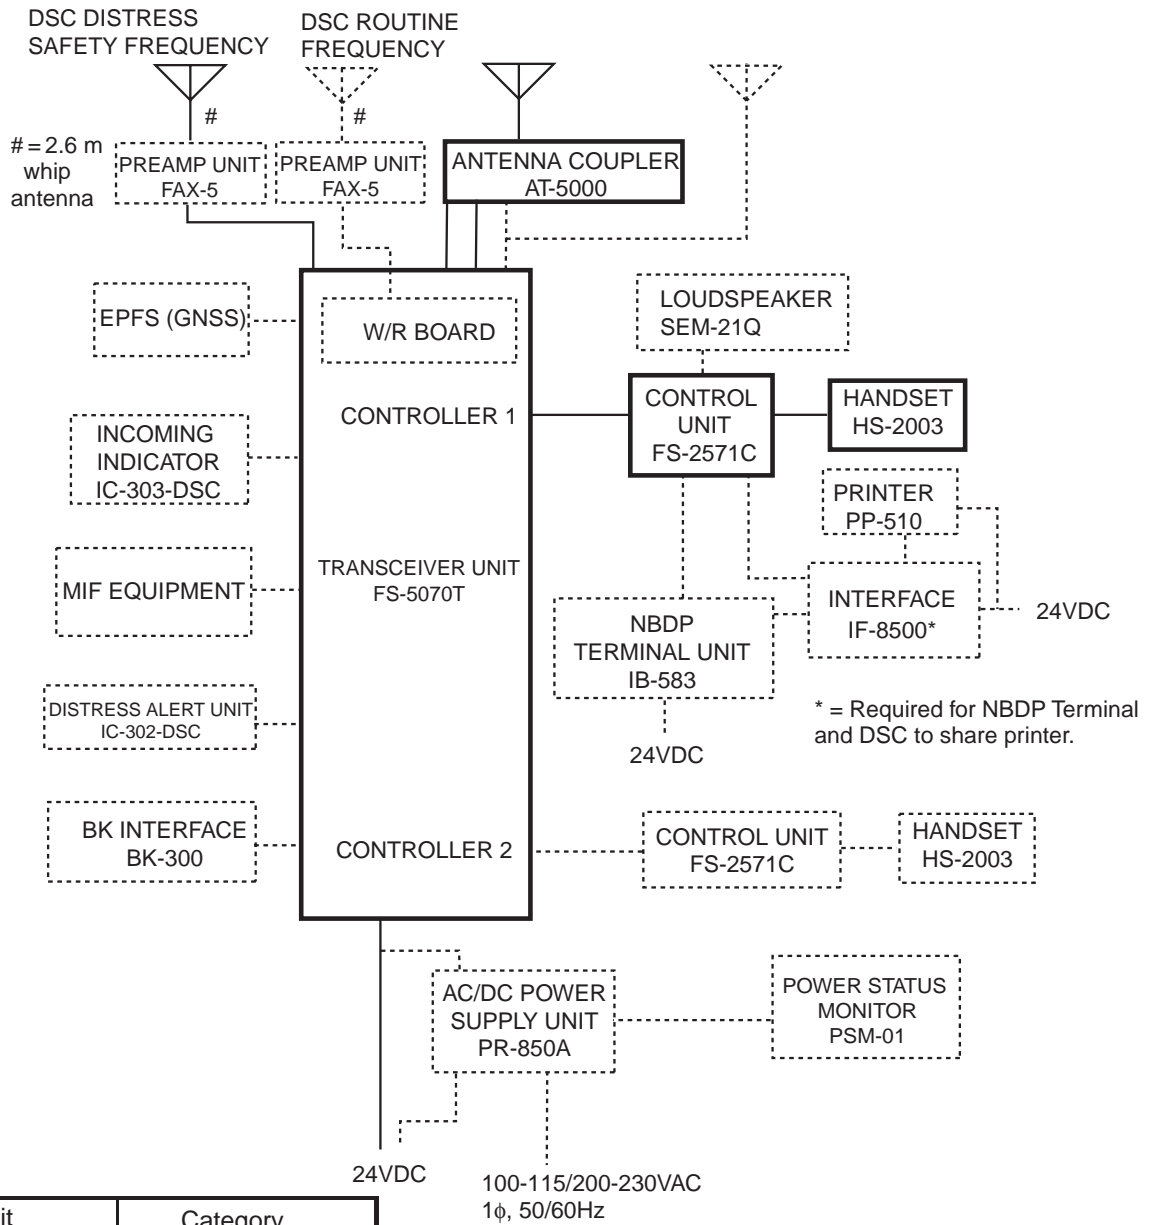 DSC DISTRESS
SAFETY FREQUENCY
DSC ROUTINE
FREQUENCY
#
#
# = 2.6 m
whip
antenna
PREAMP UNIT
FAX-5
PREAMP UNIT
FAX-5
ANTENNA COUPLER
AT-5000
EPFS (GNSS)
W/R BOARD
LOUDSPEAKER
SEM-21Q
CONTROLLER 1
CONTROL
UNIT
FS-2571C
HANDSET
HS-2003
INCOMING
INDICATOR
IC-303-DSC
PRINTER
PP-510
MIF EQUIPMENT
TRANSCEIVER UNIT
FS-5070T
INTERFACE
IF-8500*
24VDC
NBDP
TERMINAL UNIT
IB-583
24VDC
* = Required for NBDP Terminal
and DSC to share printer.
DISTRESS ALERT UNIT
IC-302-DSC
BK INTERFACE
BK-300
CONTROLLER 2
CONTROL UNIT
FS-2571C
HANDSET
HS-2003
AC/DC POWER
SUPPLY UNIT
PR-850A
POWER STATUS
MONITOR
PSM-01
24VDC
100-115/200-230VAC
1ϕ, 50/60Hz
Category